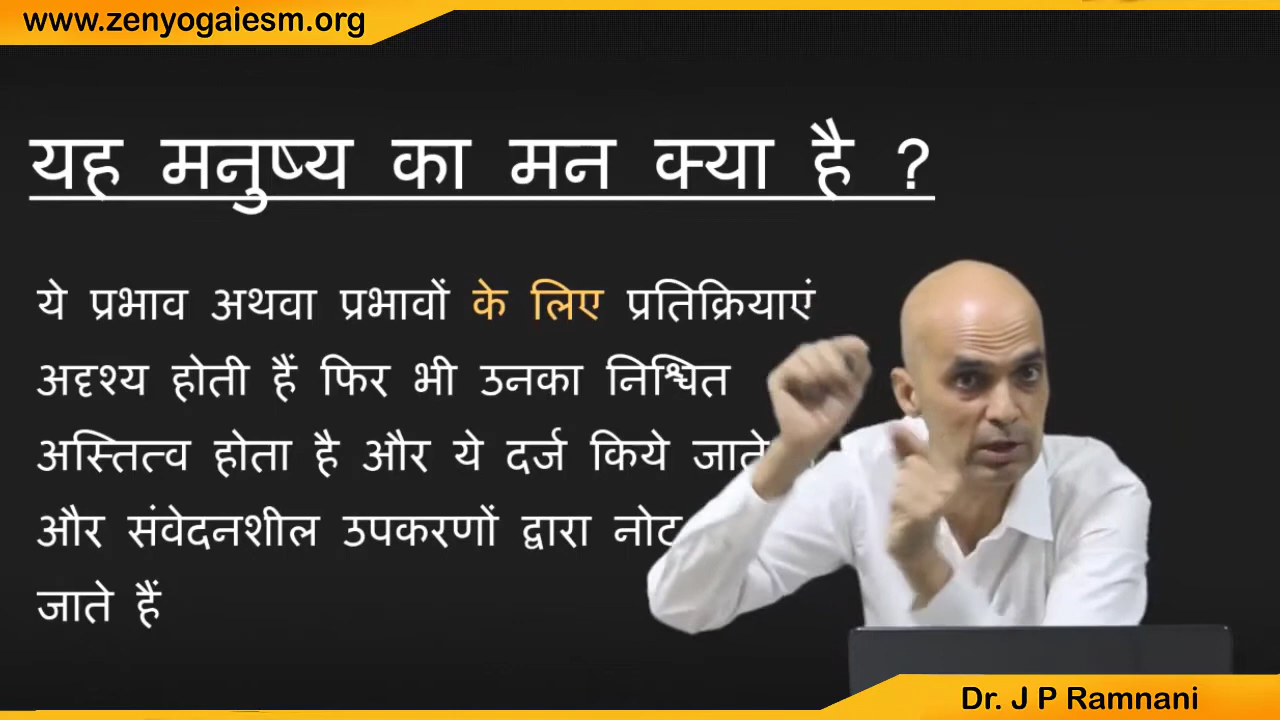 www.zenyogaiesm.org
यह मनुष्य का मन क्या है ?
ये प्रभाव अथवा प्रभावों के लिए प्रतिक्रियाएं
अदृश्य होती हैं फिर भी उनका निश्चित
अस्तित्व होता है और ये दर्ज किये जाते
और संवेदनशील उपकरणों द्वारा नोट
जाते हैं
Dr. J P Ramnani